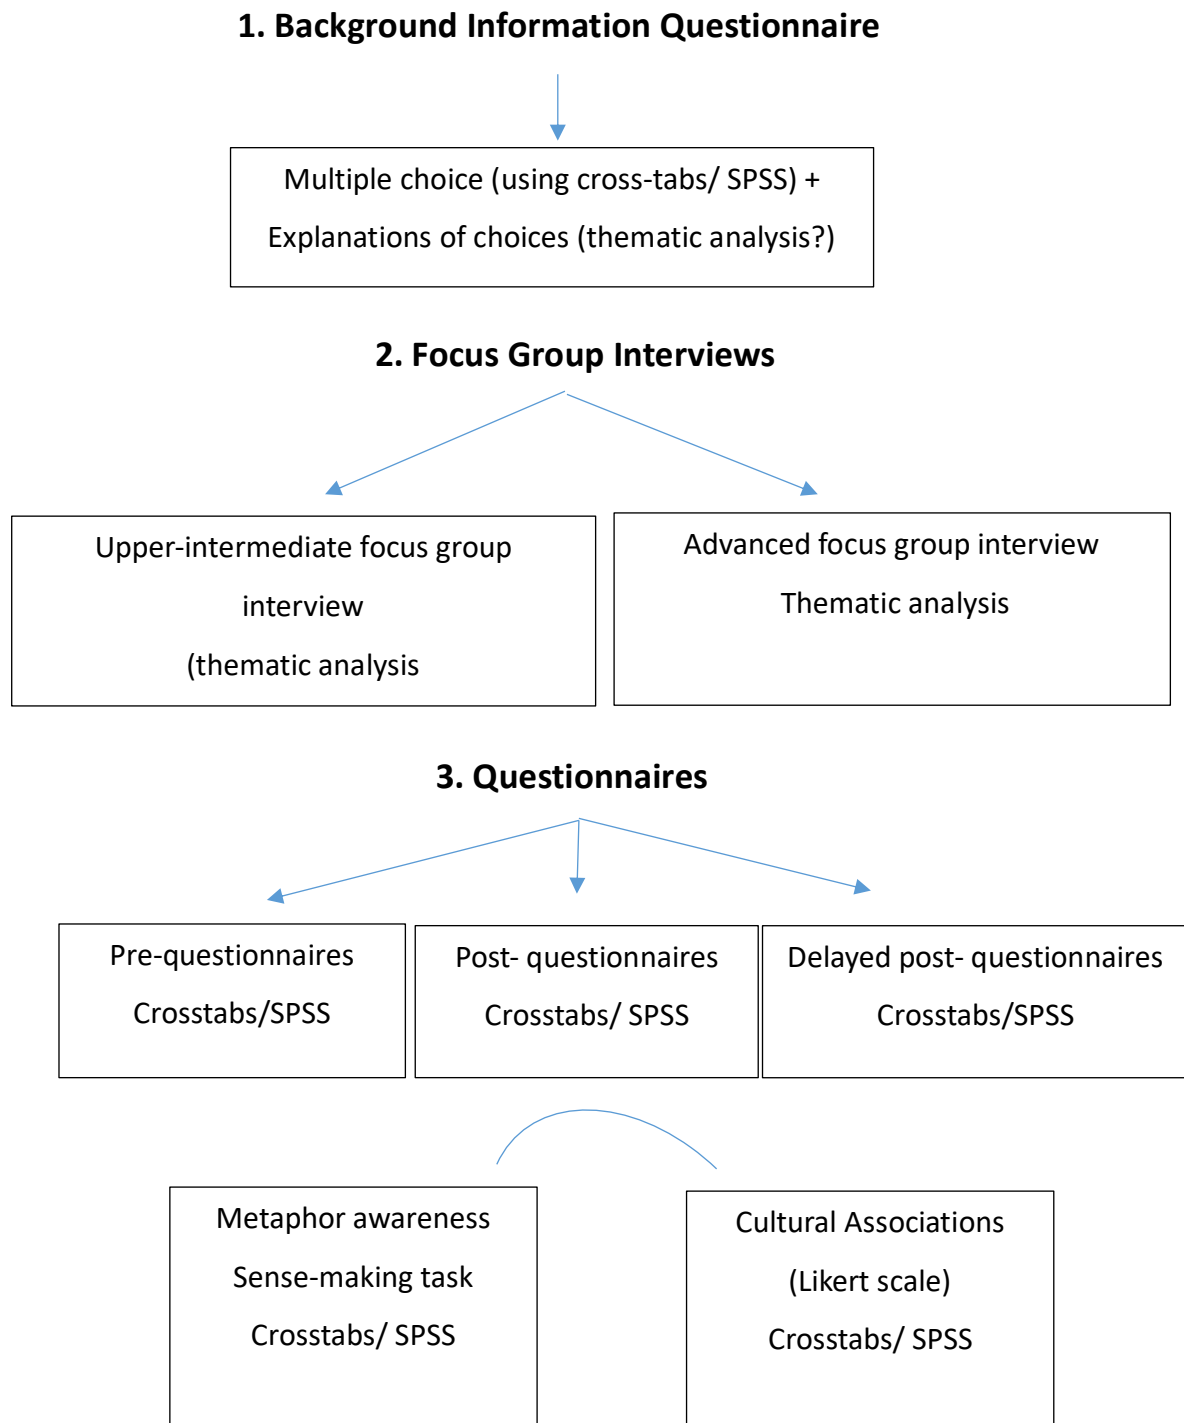 1. Background Information Questionnaire
Multiple choice (using cross-tabs/ SPSS) +
Explanations of choices (thematic analysis?)
2. Focus Group Interviews
Upper-intermediate focus group
interview
(thematic analysis
Advanced focus group interview
Thematic analysis
3. Questionnaires
Pre-questionnaires
Crosstabs/SPSS
Post- questionnaires
Crosstabs/ SPSS
Delayed post- questionnaires
Crosstabs/SPSS
Metaphor awareness
Sense-making task
Crosstabs/ SPSS
Cultural Associations
(Likert scale)
Crosstabs/ SPSS